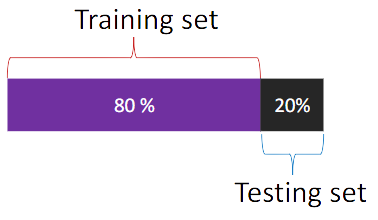 Training set
80 %
20%
Testing set